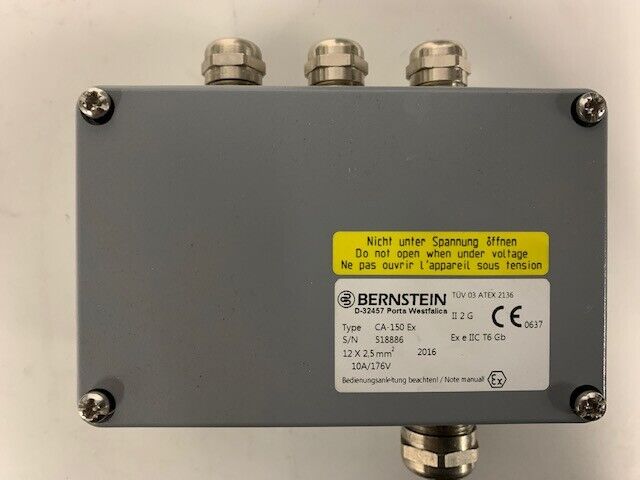 Nicht unter Spannung öffnen
Do not open when under voltage
Ne pas ouvrir l'appareil sous tension
BERNSTEIN
D-32457 Porta Westfalica
TÜV 03 ATEX 2136
II 2 G
CE 0637
Type CA-150 Ex
Ex e IIC T6 Gb
S/N S18886
12 X 2,5 mm² 2016
10A/176V
Bedienungsanleitung beachten! / Note manual
Ex